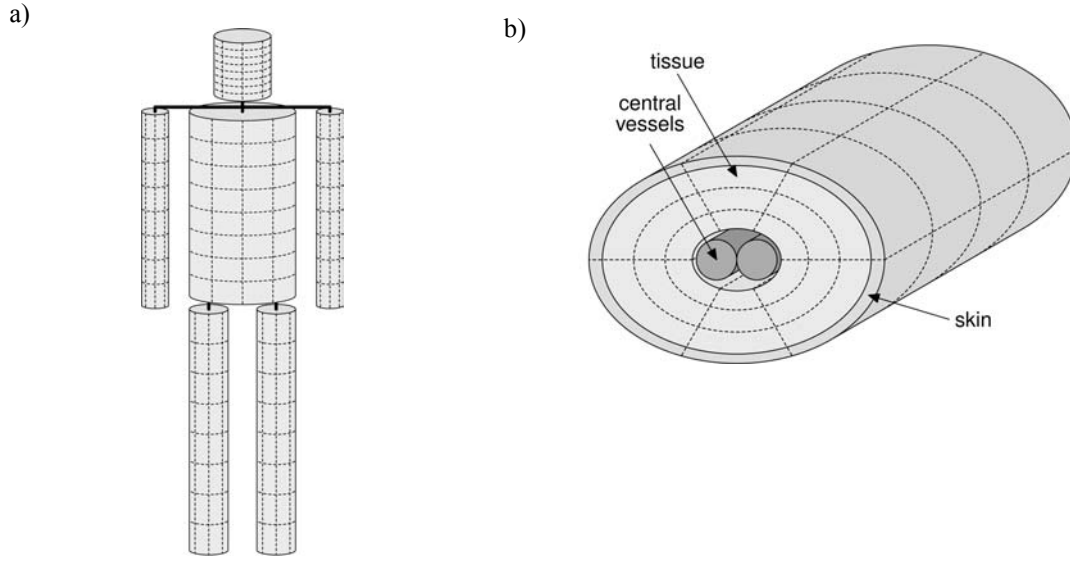 a)
b)
tissue
central
vessels
skin